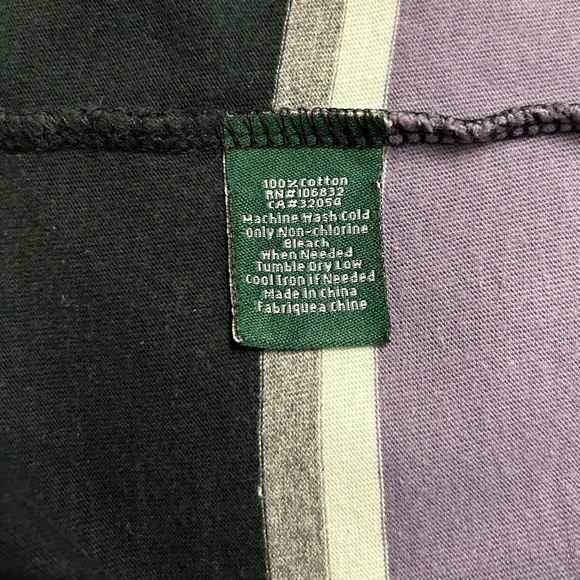 100% Cotton
RN#106832
CA#32054
Machine Wash Cold
Only Non-chlorine
Bleach
When Needed
Tumble Dry Low
Cool Iron if Needed
Made in China
Fabriquea Chine